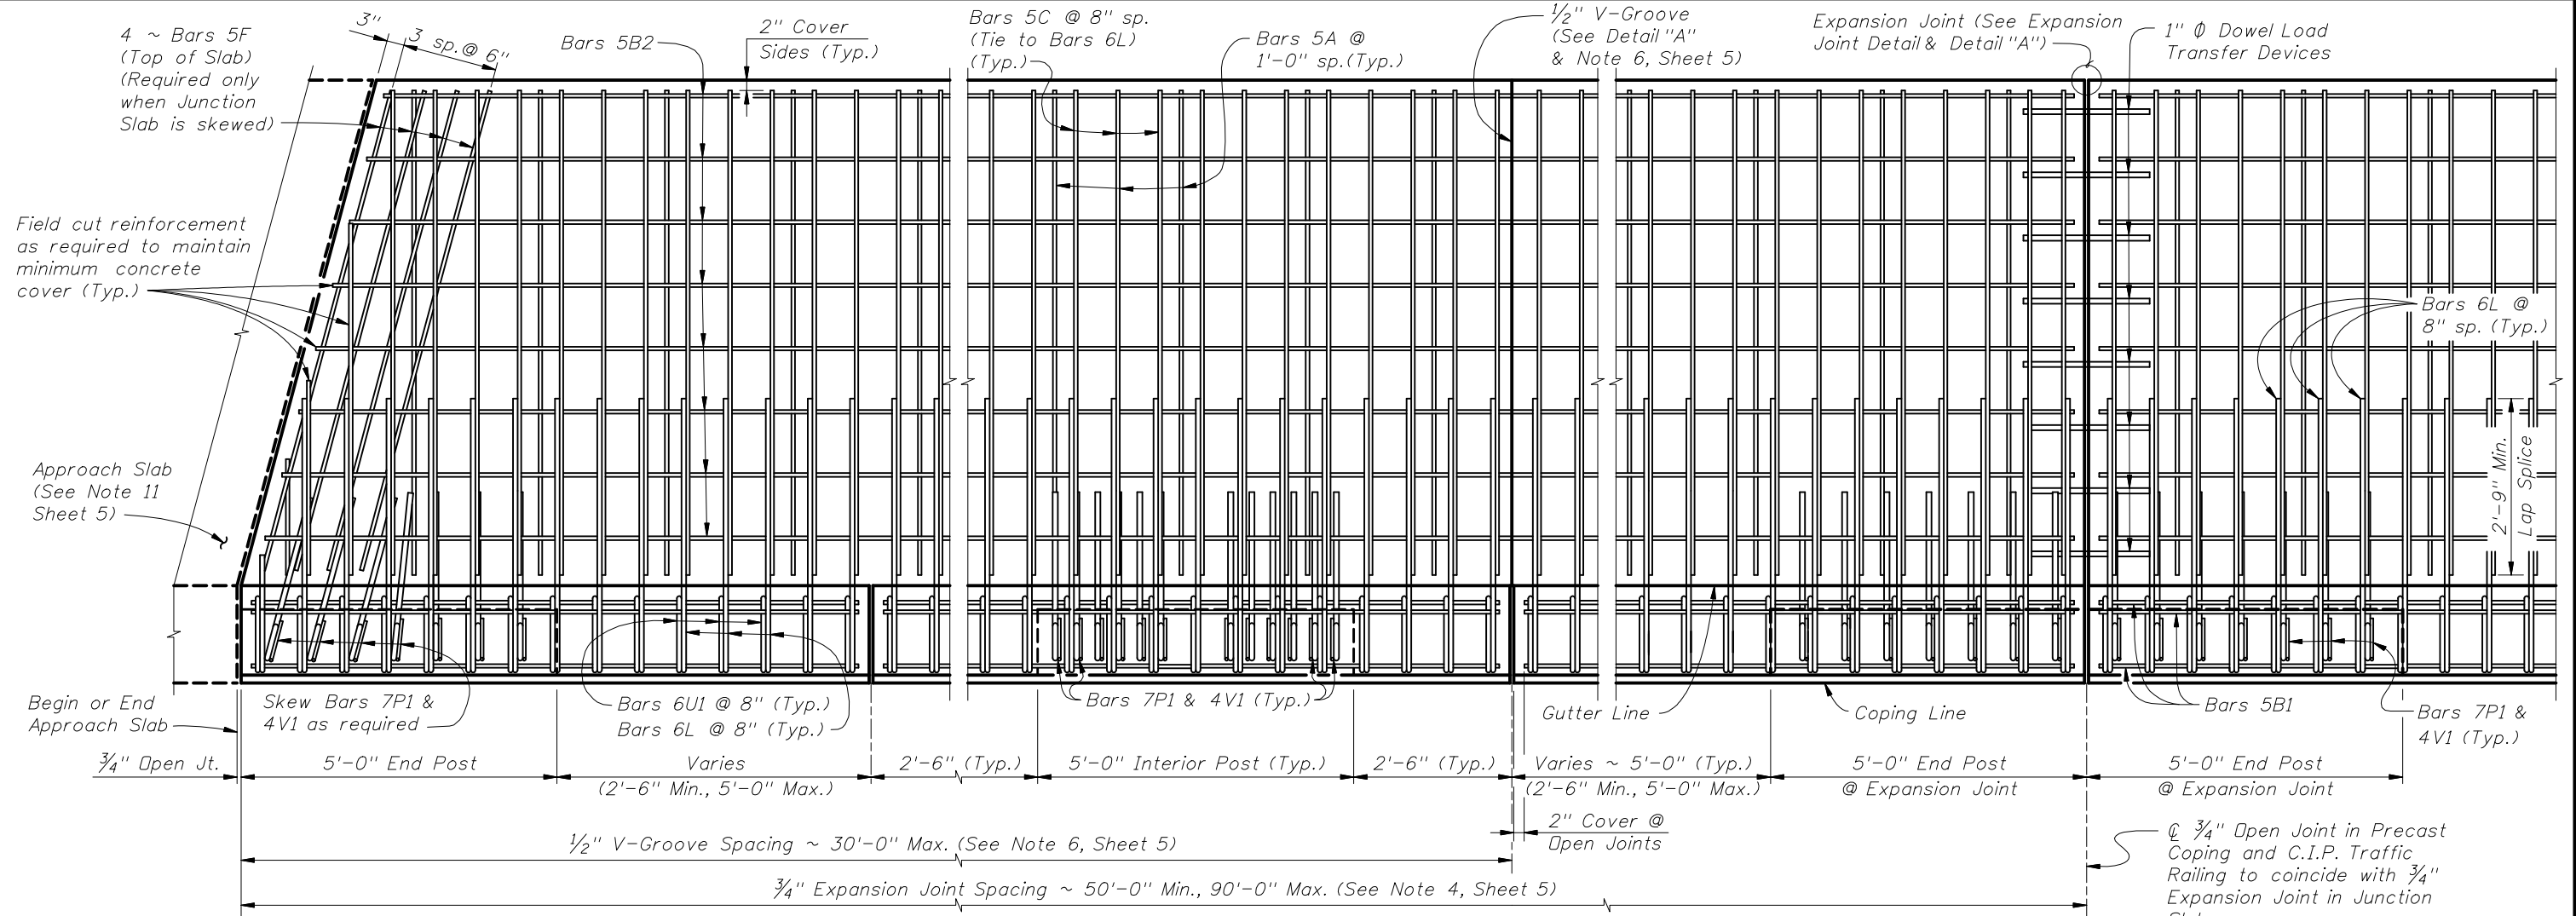 4 ~ Bars 5F
(Top of Slab)
(Required only
when Junction
Slab is skewed)
3"
3 sp.@ 6"
Bars 5B2
2" Cover
Sides (Typ.)
Bars 5C @ 8" sp.
(Tie to Bars 6L)
(Typ.)
Bars 5A @
1'-0" sp.(Typ.)
½" V-Groove
(See Detail "A"
& Note 6, Sheet 5)
Expansion Joint (See Expansion
Joint Detail & Detail "A")
1" ϕ Dowel Load
Transfer Devices
Field cut reinforcement
as required to maintain
minimum concrete
cover (Typ.)
Bars 6L @
8" sp. (Typ.)
2'-9" Min.
Lap Splice
Approach Slab
(See Note 11
Sheet 5)
Begin or End
Approach Slab
Skew Bars 7P1 &
4V1 as required
Bars 6U1 @ 8" (Typ.)
Bars 6L @ 8" (Typ.)
Bars 7P1 & 4V1 (Typ.)
Gutter Line
Coping Line
Bars 5B1
Bars 7P1 &
4V1 (Typ.)
¾" Open Jt.
5'-0" End Post
Varies
(2'-6" Min., 5'-0" Max.)
2'-6" (Typ.)
5'-0" Interior Post (Typ.)
2'-6" (Typ.)
Varies ~ 5'-0" (Typ.)
(2'-6" Min., 5'-0" Max.)
5'-0" End Post
@ Expansion Joint
5'-0" End Post
@ Expansion Joint
2" Cover @
Open Joints
½" V-Groove Spacing ~ 30'-0" Max. (See Note 6, Sheet 5)
¾" Expansion Joint Spacing ~ 50'-0" Min., 90'-0" Max. (See Note 4, Sheet 5)
℄ ¾" Open Joint in Precast
Coping and C.I.P. Traffic
Railing to coincide with ¾"
Expansion Joint in Junction